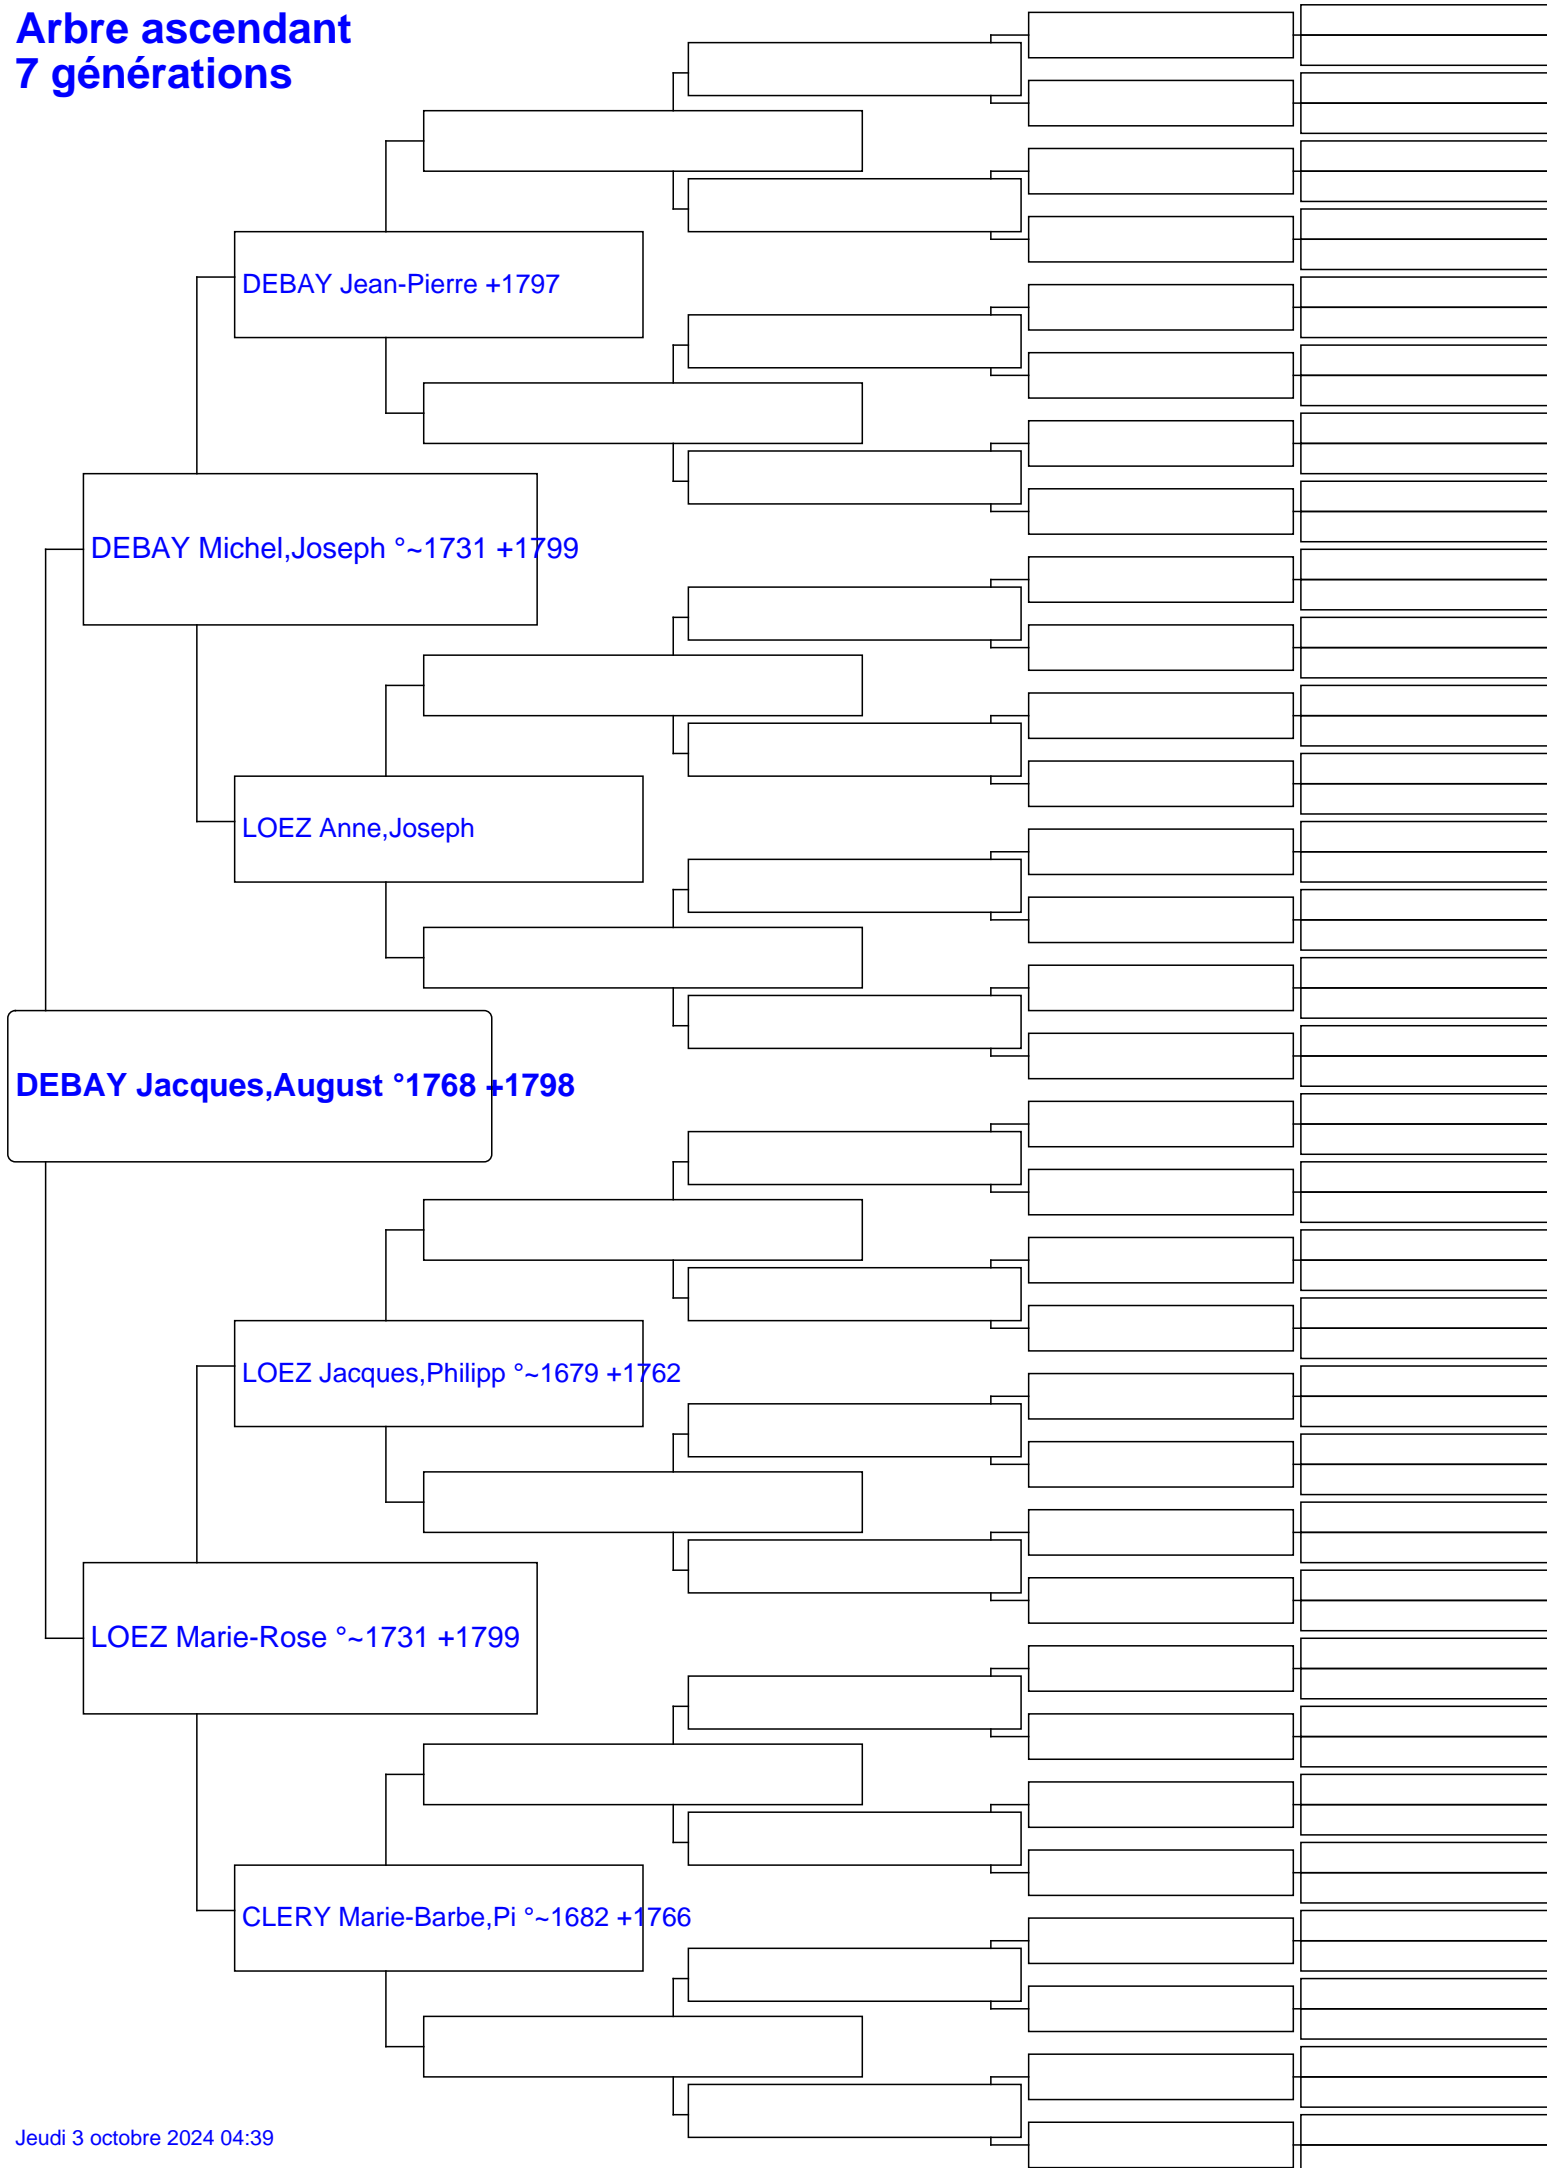 Arbre ascendant
7 générations
DEBAY Jean-Pierre +1797
DEBAY Michel,Joseph °~1731 +1799
LOEZ Anne,Joseph
DEBAY Jacques,August °1768 +1798
LOEZ Jacques,Philipp °~1679 +1762
LOEZ Marie-Rose °~1731 +1799
CLERY Marie-Barbe,Pi °~1682 +1766
Jeudi 3 octobre 2024 04:39